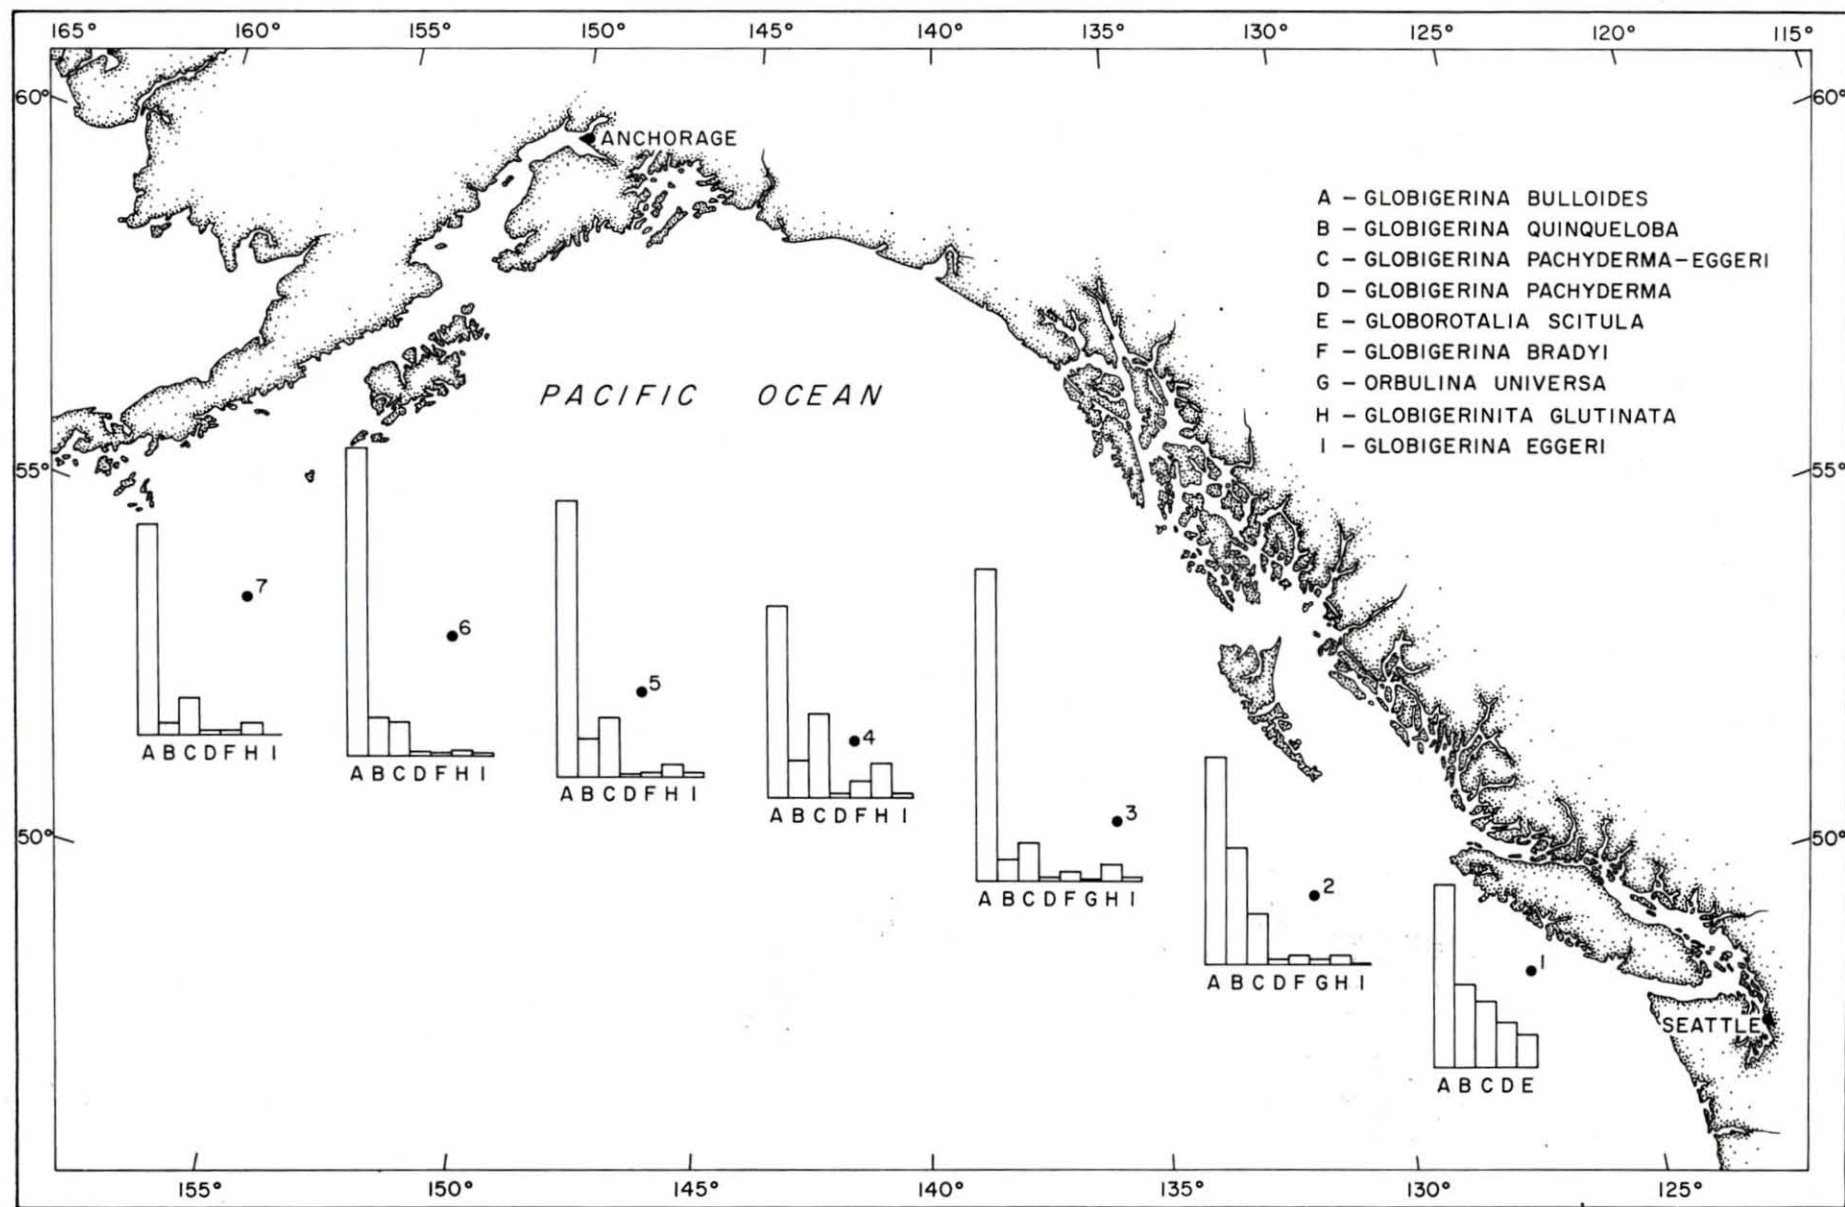 165° 160° 155° 150° 145° 140° 135° 130° 125° 120° 115°
60° 60°
ANCHORAGE
A – GLOBIGERINA BULLOIDES
B – GLOBIGERINA QUINQUELOBA
C – GLOBIGERINA PACHYDERMA–EGGERI
D – GLOBIGERINA PACHYDERMA
E – GLOBOROTALIA SCITULA
F – GLOBIGERINA BRADYI
G – ORBULINA UNIVERSA
H – GLOBIGERINITA GLUTINATA
I – GLOBIGERINA EGGERI
PACIFIC OCEAN
55° 55°
7
6
5
4
A B C D F H I
A B C D F H I
A B C D F H I
A B C D F H I
3
50° 50°
A B C D F G H I
2
A B C D F G H I
1
SEATTLE
A B C D E
155° 150° 145° 140° 135° 130° 125°